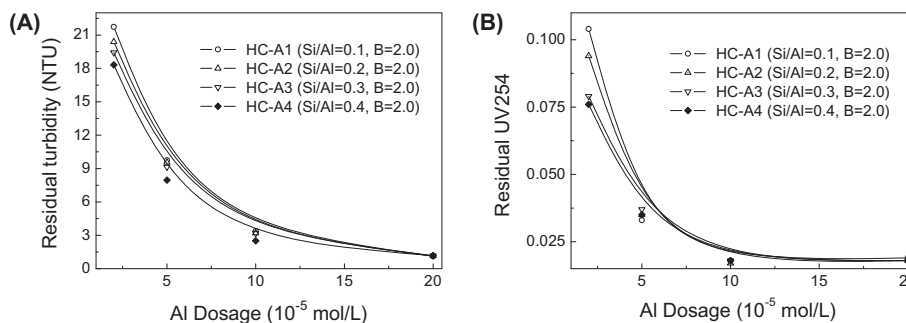 (A)
Residual turbidity (NTU)
21
18
15
12
9
6
3
0
HC-A1 (Si/Al=0.1, B=2.0)
HC-A2 (Si/Al=0.2, B=2.0)
HC-A3 (Si/Al=0.3, B=2.0)
HC-A4 (Si/Al=0.4, B=2.0)
5 10 15 20
Al Dosage (10⁻⁵ mol/L)
(B)
Residual UV254
0.100
0.075
0.050
0.025
HC-A1 (Si/Al=0.1, B=2.0)
HC-A2 (Si/Al=0.2, B=2.0)
HC-A3 (Si/Al=0.3, B=2.0)
HC-A4 (Si/Al=0.4, B=2.0)
5 10 15 20
Al Dosage (10⁻⁵ mol/L)